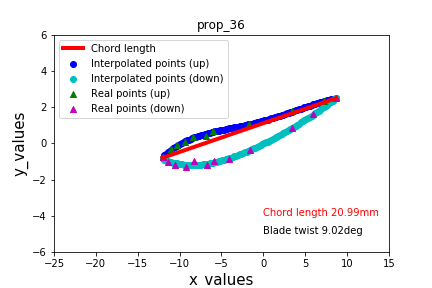 prop_36
Chord length
Interpolated points (up)
Interpolated points (down)
Real points (up)
Real points (down)
6
4
2
0
−2
−4
−6
y_values
Chord length 20.99mm
Blade twist 9.02deg
−25 −20 −15 −10 −5 0 5 10 15
x_values